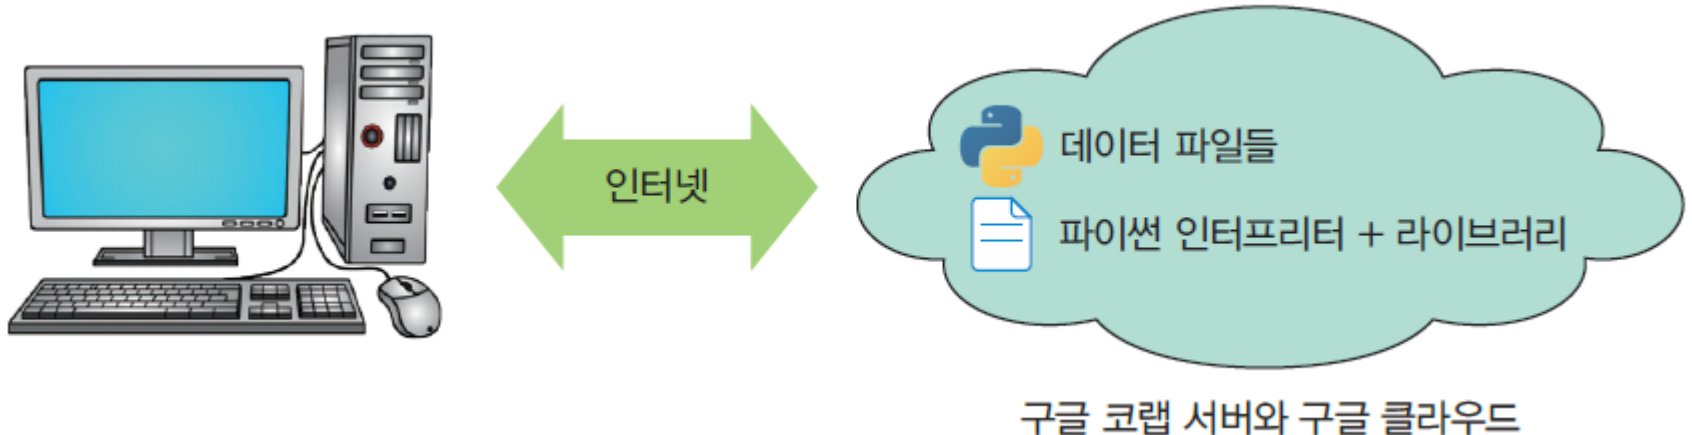 인터넷
데이터 파일들
파이썬 인터프리터 + 라이브러리
구글 코랩 서버와 구글 클라우드